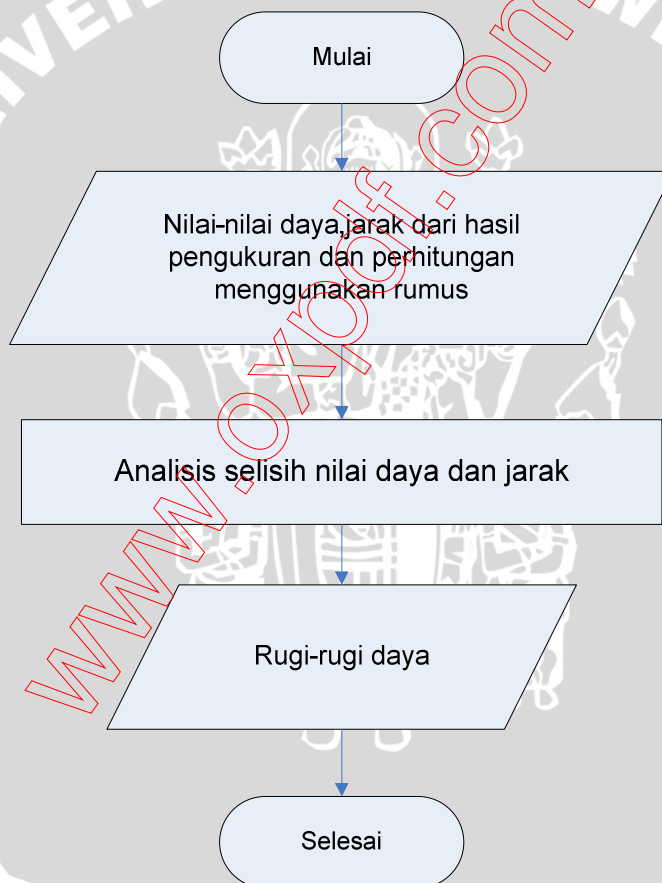 Mulai
Nilai-nilai daya,jarak dari hasil
pengukuran dan perhitungan
menggunakan rumus
Analisis selisih nilai daya dan jarak
Rugi-rugi daya
Selesai
www.oxpdf.com